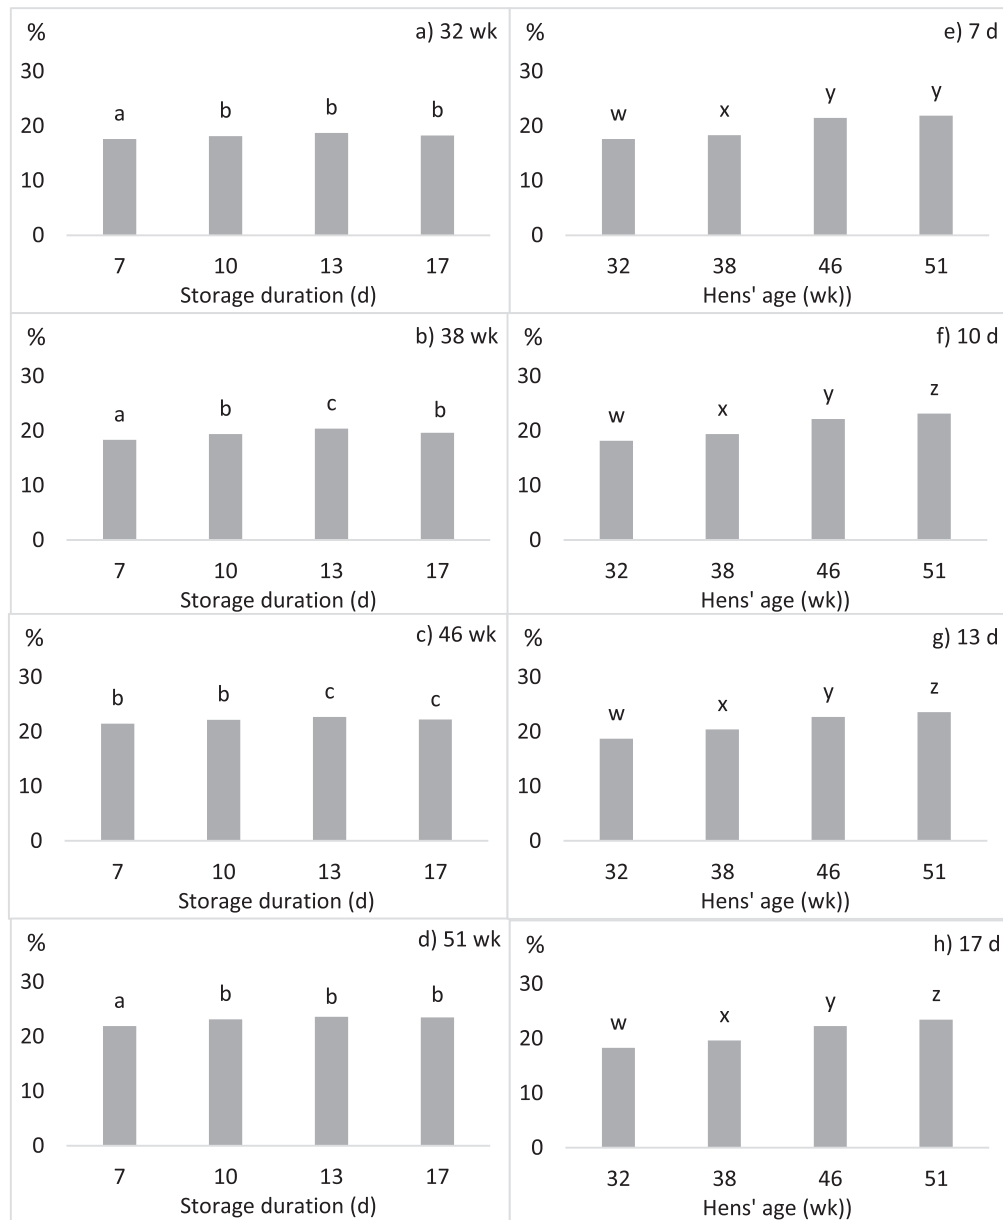 % a) 32 wk
30
a b b b
20
10
0
7 10 13 17
Storage duration (d)
% e) 7 d
30
w x y y
20
10
0
32 38 46 51
Hens' age (wk))
% b) 38 wk
30
a b c b
20
10
0
7 10 13 17
Storage duration (d)
% f) 10 d
30
w x y z
20
10
0
32 38 46 51
Hens' age (wk))
% c) 46 wk
30
b b c c
20
10
0
7 10 13 17
Storage duration (d)
% g) 13 d
30
w x y z
20
10
0
32 38 46 51
Hens' age (wk))
% d) 51 wk
30
a b b b
20
10
0
7 10 13 17
Storage duration (d)
% h) 17 d
30
w x y z
20
10
0
32 38 46 51
Hens' age (wk))